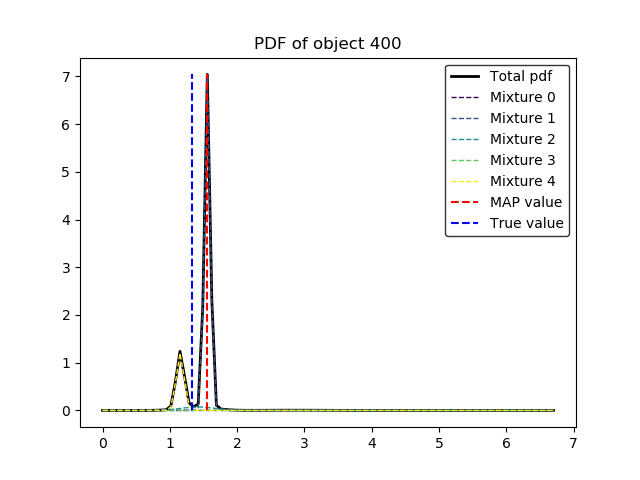 PDF of object 400
7
6
5
4
3
2
1
0
0 1 2 3 4 5 6 7
Total pdf
Mixture 0
Mixture 1
Mixture 2
Mixture 3
Mixture 4
MAP value
True value